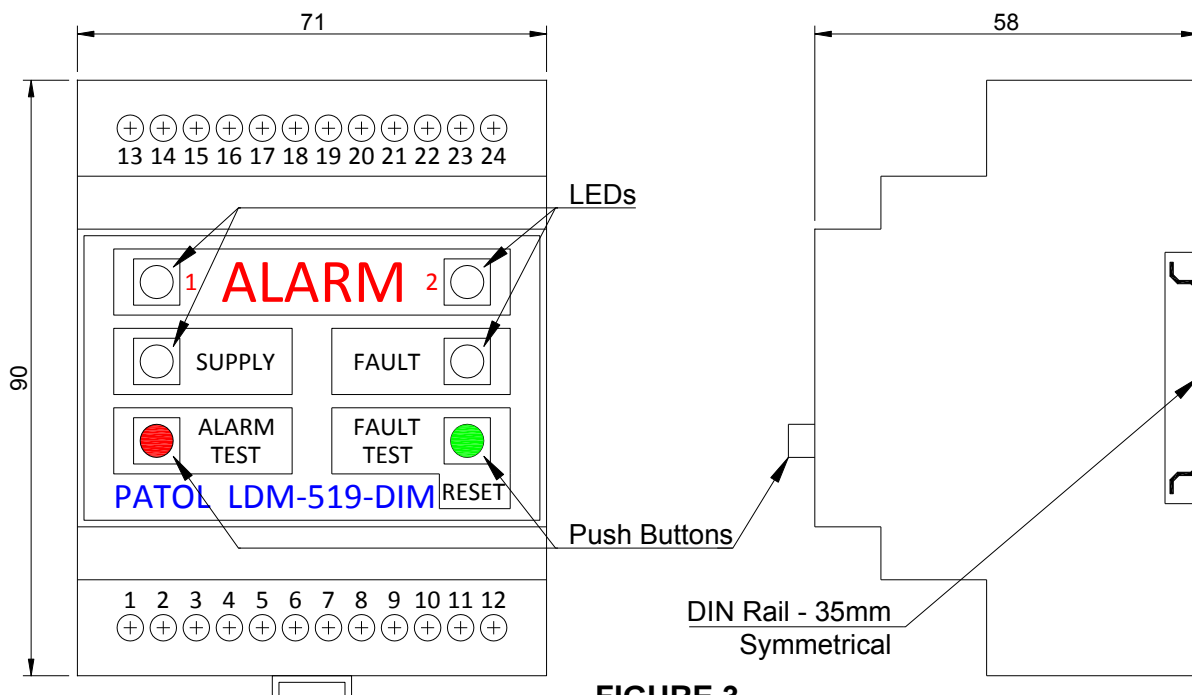 71
58
13 14 15 16 17 18 19 20 21 22 23 24
LEDs
1 ALARM 2
90
SUPPLY
FAULT
ALARM
TEST
FAULT
TEST
PATOL LDM-519-DIM
RESET
Push Buttons
1 2 3 4 5 6 7 8 9 10 11 12
DIN Rail - 35mm
Symmetrical
FIGURE 3